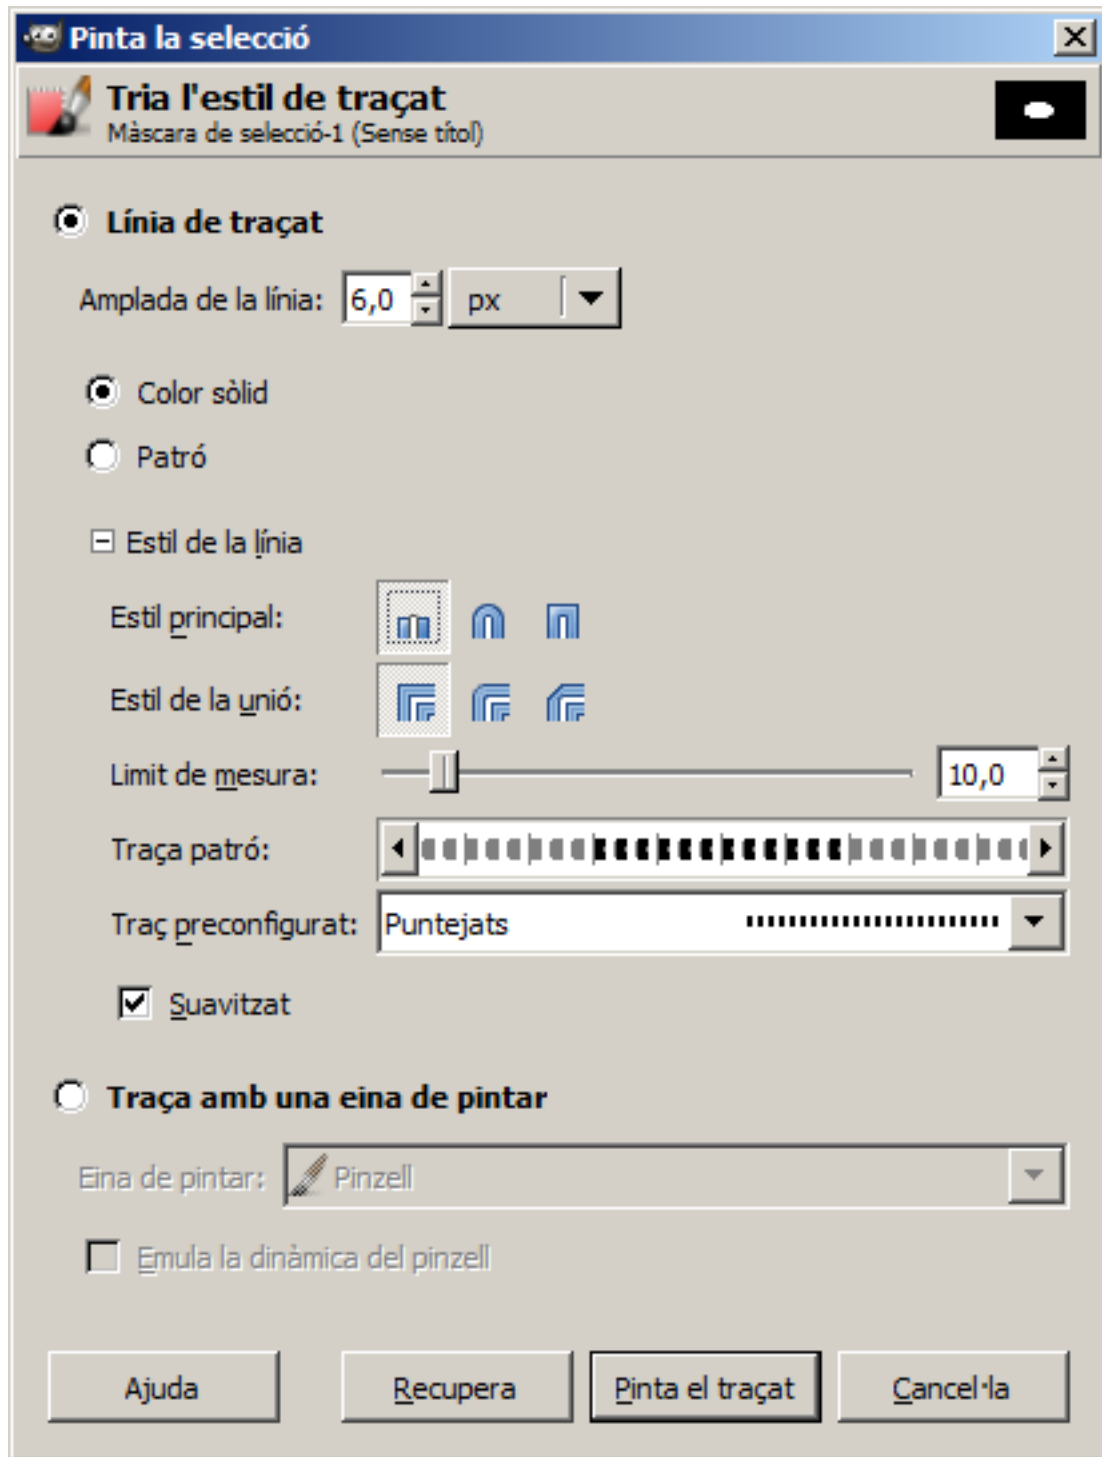 Pinta la selecció
Tria l'estil de traçat
Màscara de selecció-1 (Sense títol)
Línia de traçat
Amplada de la línia: 6,0 px
Color sòlid
Patró
Estil de la línia
Estil principal:
Estil de la unió:
Limit de mesura: 10,0
Traça patró:
Traç preconfigurat: Puntejats
Suavitzat
Traça amb una eina de pintar
Eina de pintar: Pinzell
Emula la dinàmica del pinzell
Ajuda Recupera Pinta el traçat Cancel·la